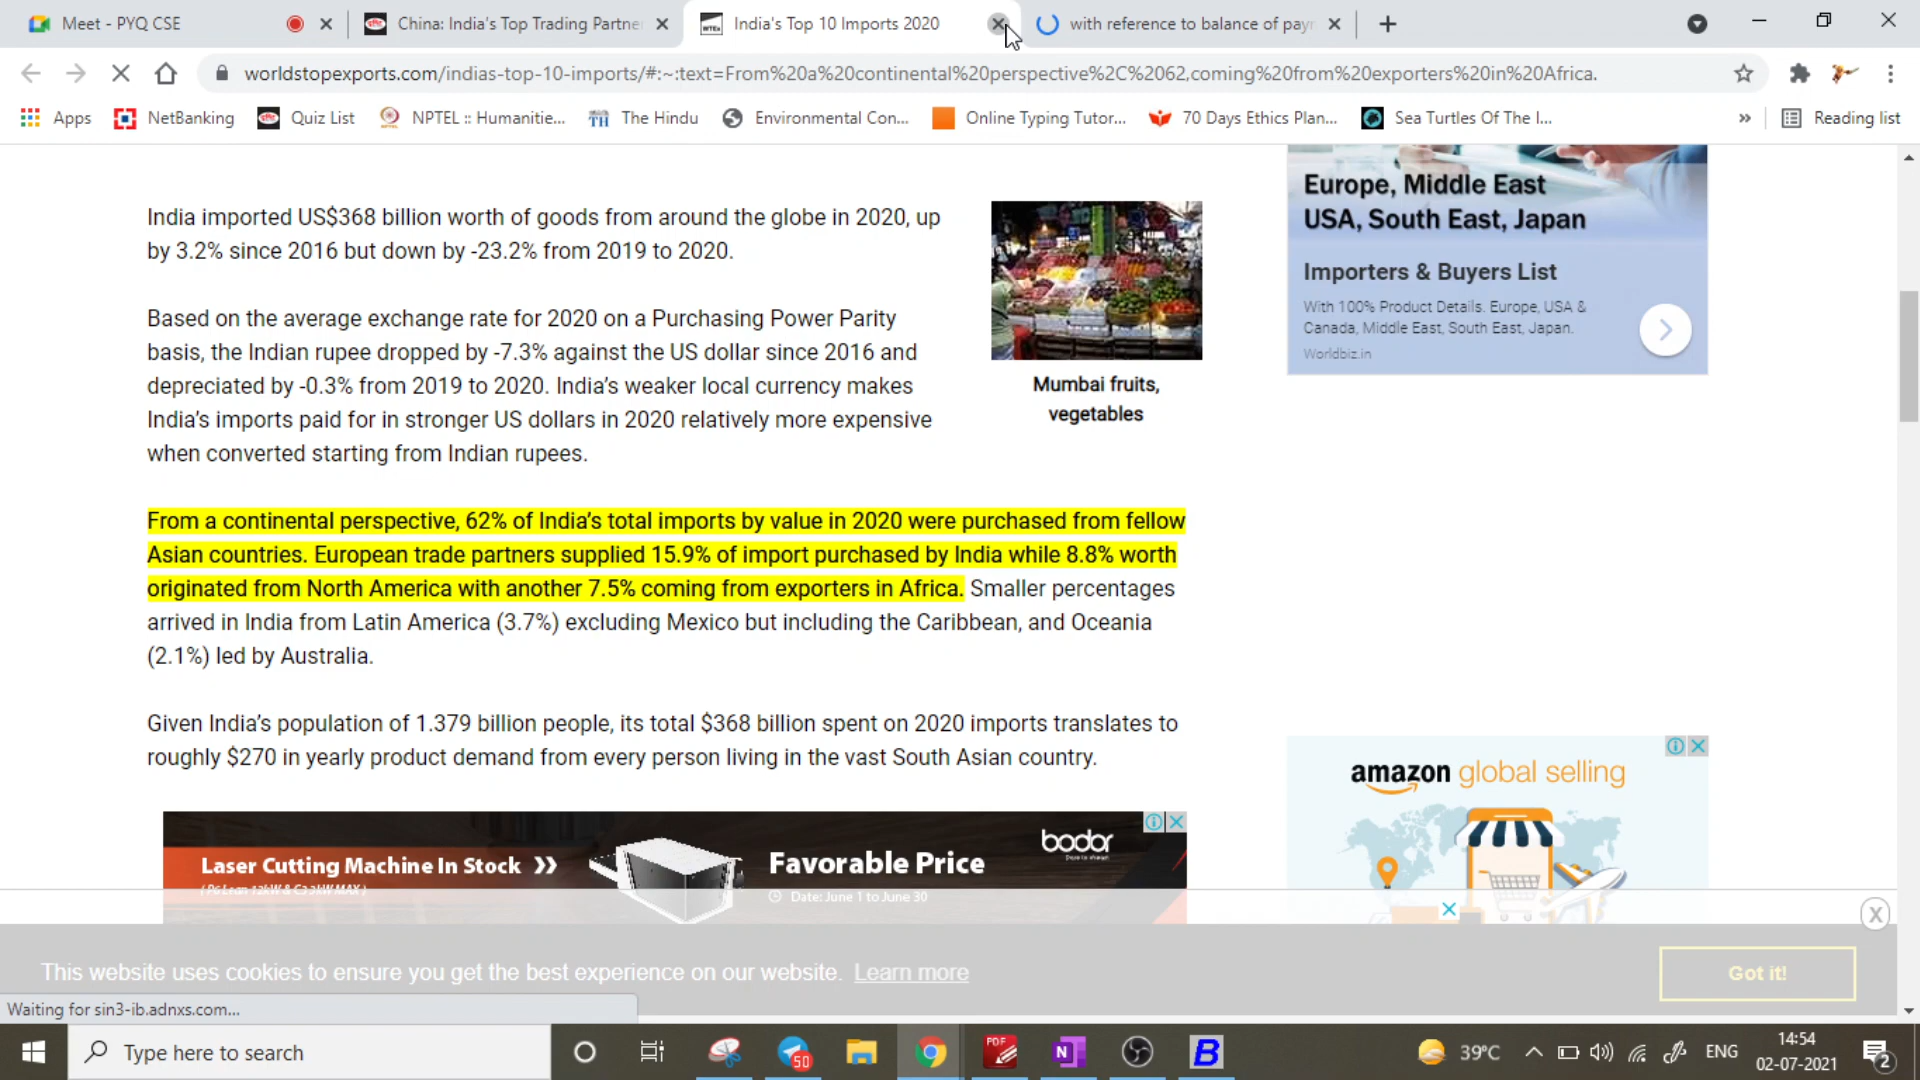 Meet - PYQ CSE
China: India's Top Trading Partne
India's Top 10 Imports 2020
with reference to balance of payr
worldstopexports.com/indias-top-10-imports/#:~:text=From%20a%20continental%20perspective%2C%2062,coming%20from%20exporters%20in%20Africa.
Apps
NetBanking
Quiz List
NPTEL :: Humanitie...
The Hindu
Environmental Con...
Online Typing Tutor...
70 Days Ethics Plan...
Sea Turtles Of The I...
»
Reading list
India imported US$368 billion worth of goods from around the globe in 2020, up
by 3.2% since 2016 but down by -23.2% from 2019 to 2020.
Based on the average exchange rate for 2020 on a Purchasing Power Parity
basis, the Indian rupee dropped by -7.3% against the US dollar since 2016 and
depreciated by -0.3% from 2019 to 2020. India’s weaker local currency makes
India’s imports paid for in stronger US dollars in 2020 relatively more expensive
when converted starting from Indian rupees.
Mumbai fruits,
vegetables
From a continental perspective, 62% of India’s total imports by value in 2020 were purchased from fellow
Asian countries. European trade partners supplied 15.9% of import purchased by India while 8.8% worth
originated from North America with another 7.5% coming from exporters in Africa. Smaller percentages
arrived in India from Latin America (3.7%) excluding Mexico but including the Caribbean, and Oceania
(2.1%) led by Australia.
Given India’s population of 1.379 billion people, its total $368 billion spent on 2020 imports translates to
roughly $270 in yearly product demand from every person living in the vast South Asian country.
Europe, Middle East
USA, South East, Japan
Importers & Buyers List
With 100% Product Details. Europe, USA &
Canada, Middle East, South East, Japan.
Worldbiz.in
amazon global selling
Laser Cutting Machine In Stock »
Favorable Price
Date: June 1 to June 30
bodor
This website uses cookies to ensure you get the best experience on our website. Learn more
Got it!
Waiting for sin3-ib.adnxs.com...
Type here to search
50
PDF
N
B
39°C
ENG
14:54
02-07-2021
2